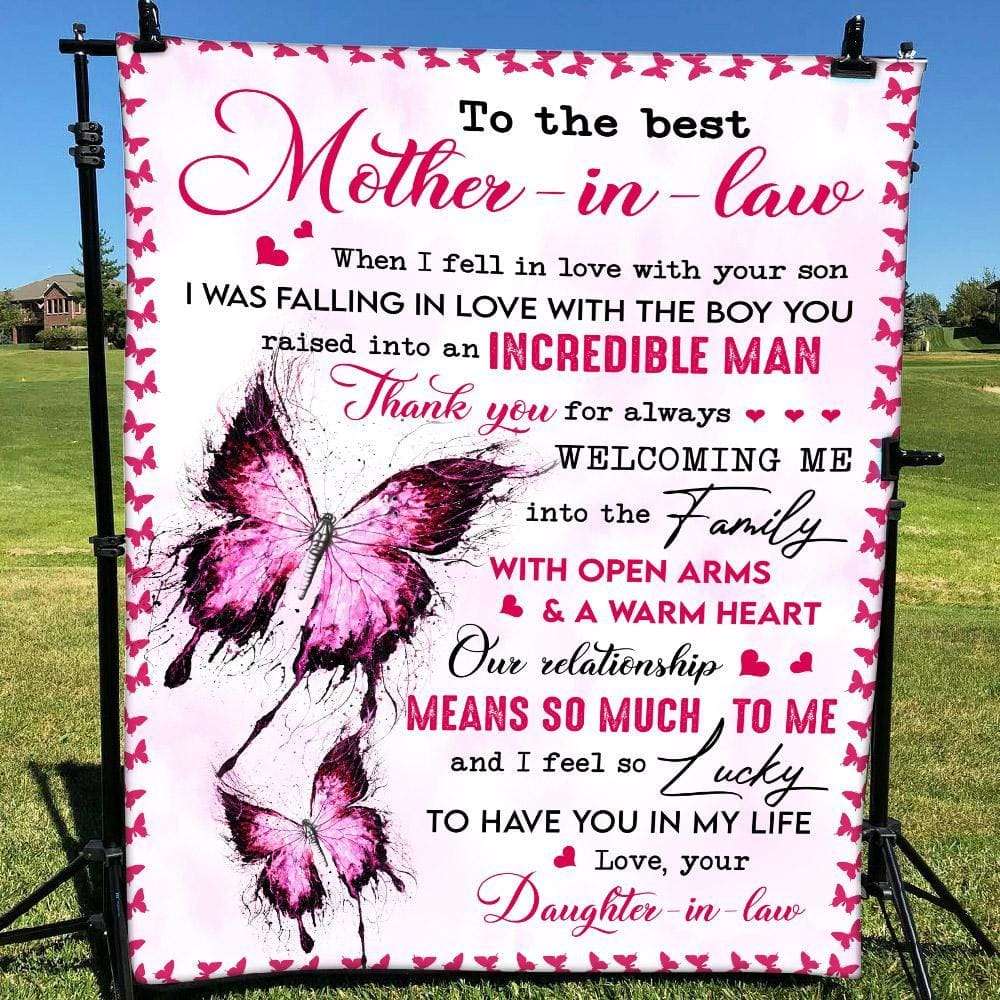 To the best
Mother-in-law
When I fell in love with your son
I WAS FALLING IN LOVE WITH THE BOY YOU
raised into an INCREDIBLE MAN
Thank you for always
WELCOMING ME
into the Family
WITH OPEN ARMS
& A WARM HEART
Our relationship
MEANS SO MUCH TO ME
and I feel so Lucky
TO HAVE YOU IN MY LIFE
Love, your
Daughter-in-law